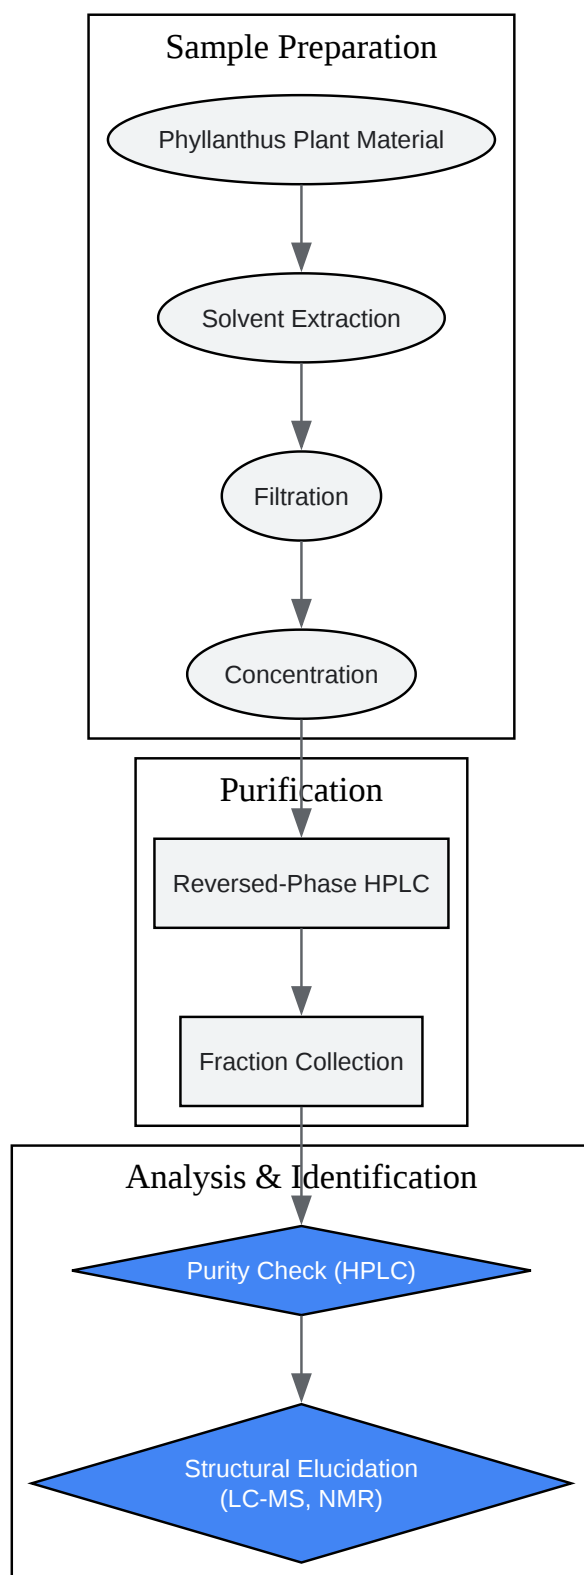 Sample Preparation
Phyllanthus Plant Material
Solvent Extraction
Filtration
Concentration
Purification
Reversed-Phase HPLC
Fraction Collection
Analysis & Identification
Purity Check (HPLC)
Structural Elucidation
(LC-MS, NMR)